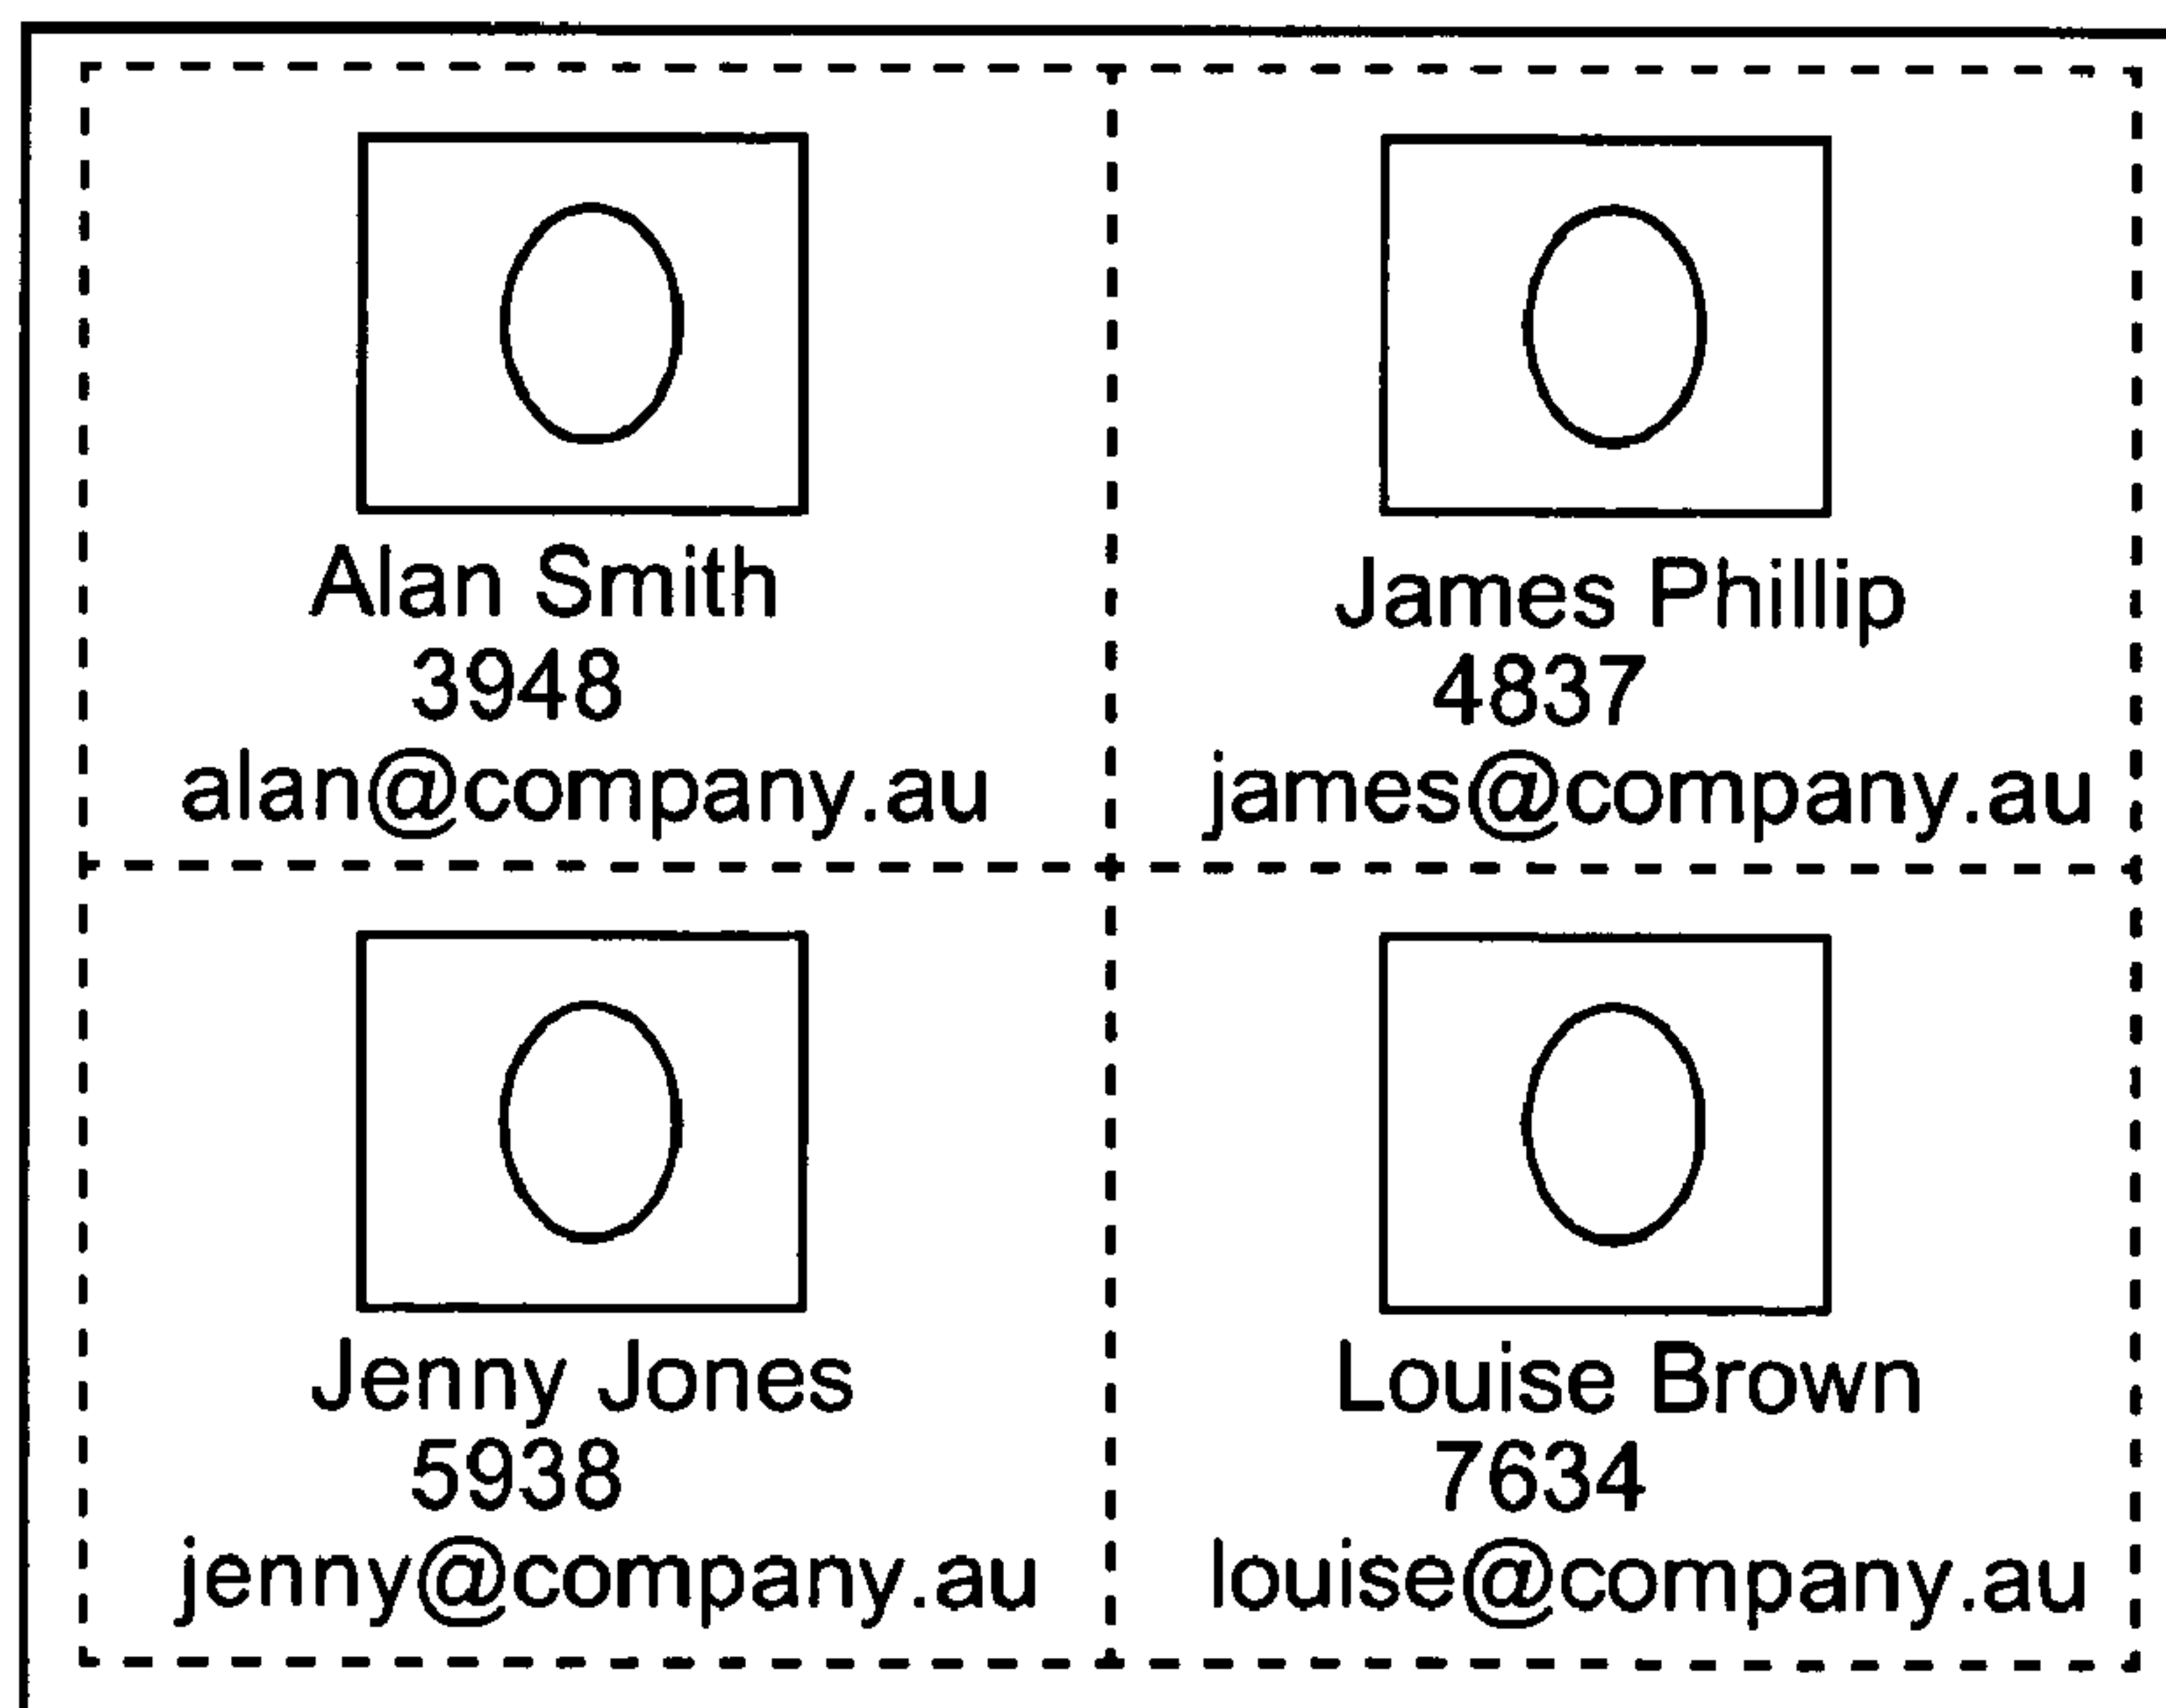 Alan Smith
3948
alan@company.au
James Phillip
4837
james@company.au
Jenny Jones
5938
jenny@company.au
Louise Brown
7634
louise@company.au